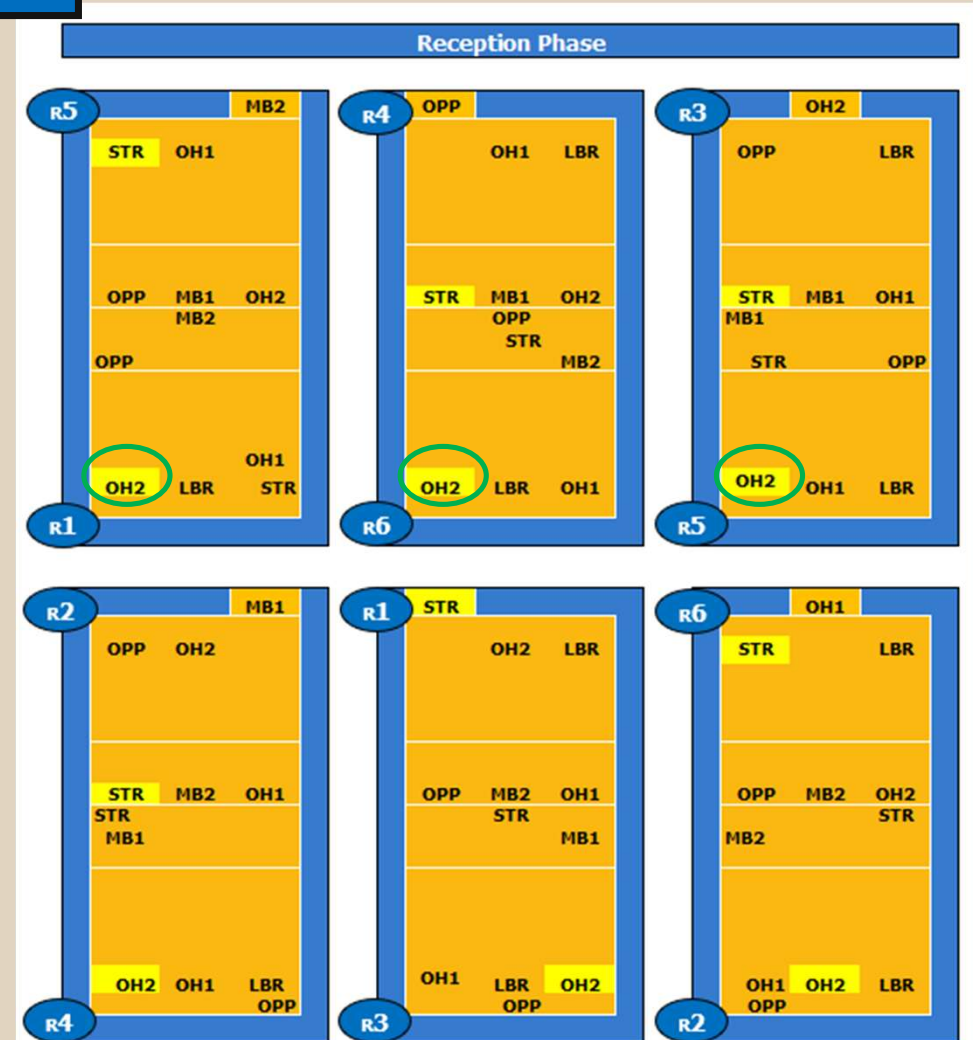 Reception Phase
R5 MB2 R4 OPP R3 OH2
STR OH1 OH1 LBR OPP LBR
OPP MB1 OH2 STR MB1 OH2 STR MB1 OH1
MB2 OPP MB1
STR
OPP MB2 STR OPP
OH1
OH2 LBR STR OH2 LBR OH1 OH2 OH1 LBR
R1 R6 R5
R2 MB1 R1 STR R6 OH1
OPP OH2 OH2 LBR STR LBR
STR MB2 OH1 OPP MB2 OH1 OPP MB2 OH2
STR STR STR
MB1 MB1 MB2
OH2 OH1 LBR OH1 LBR OH2 OH1 OH2 LBR
OPP OPP OPP
R4 R3 R2